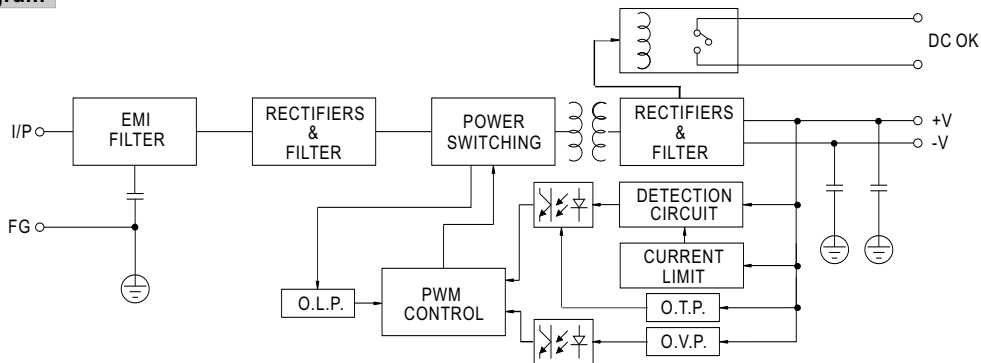 DC OK
I/P
EMI
FILTER
RECTIFIERS
&
FILTER
POWER
SWITCHING
RECTIFIERS
&
FILTER
+V
-V
DETECTION
CIRCUIT
FG
CURRENT
LIMIT
O.L.P.
PWM
CONTROL
O.T.P.
O.V.P.